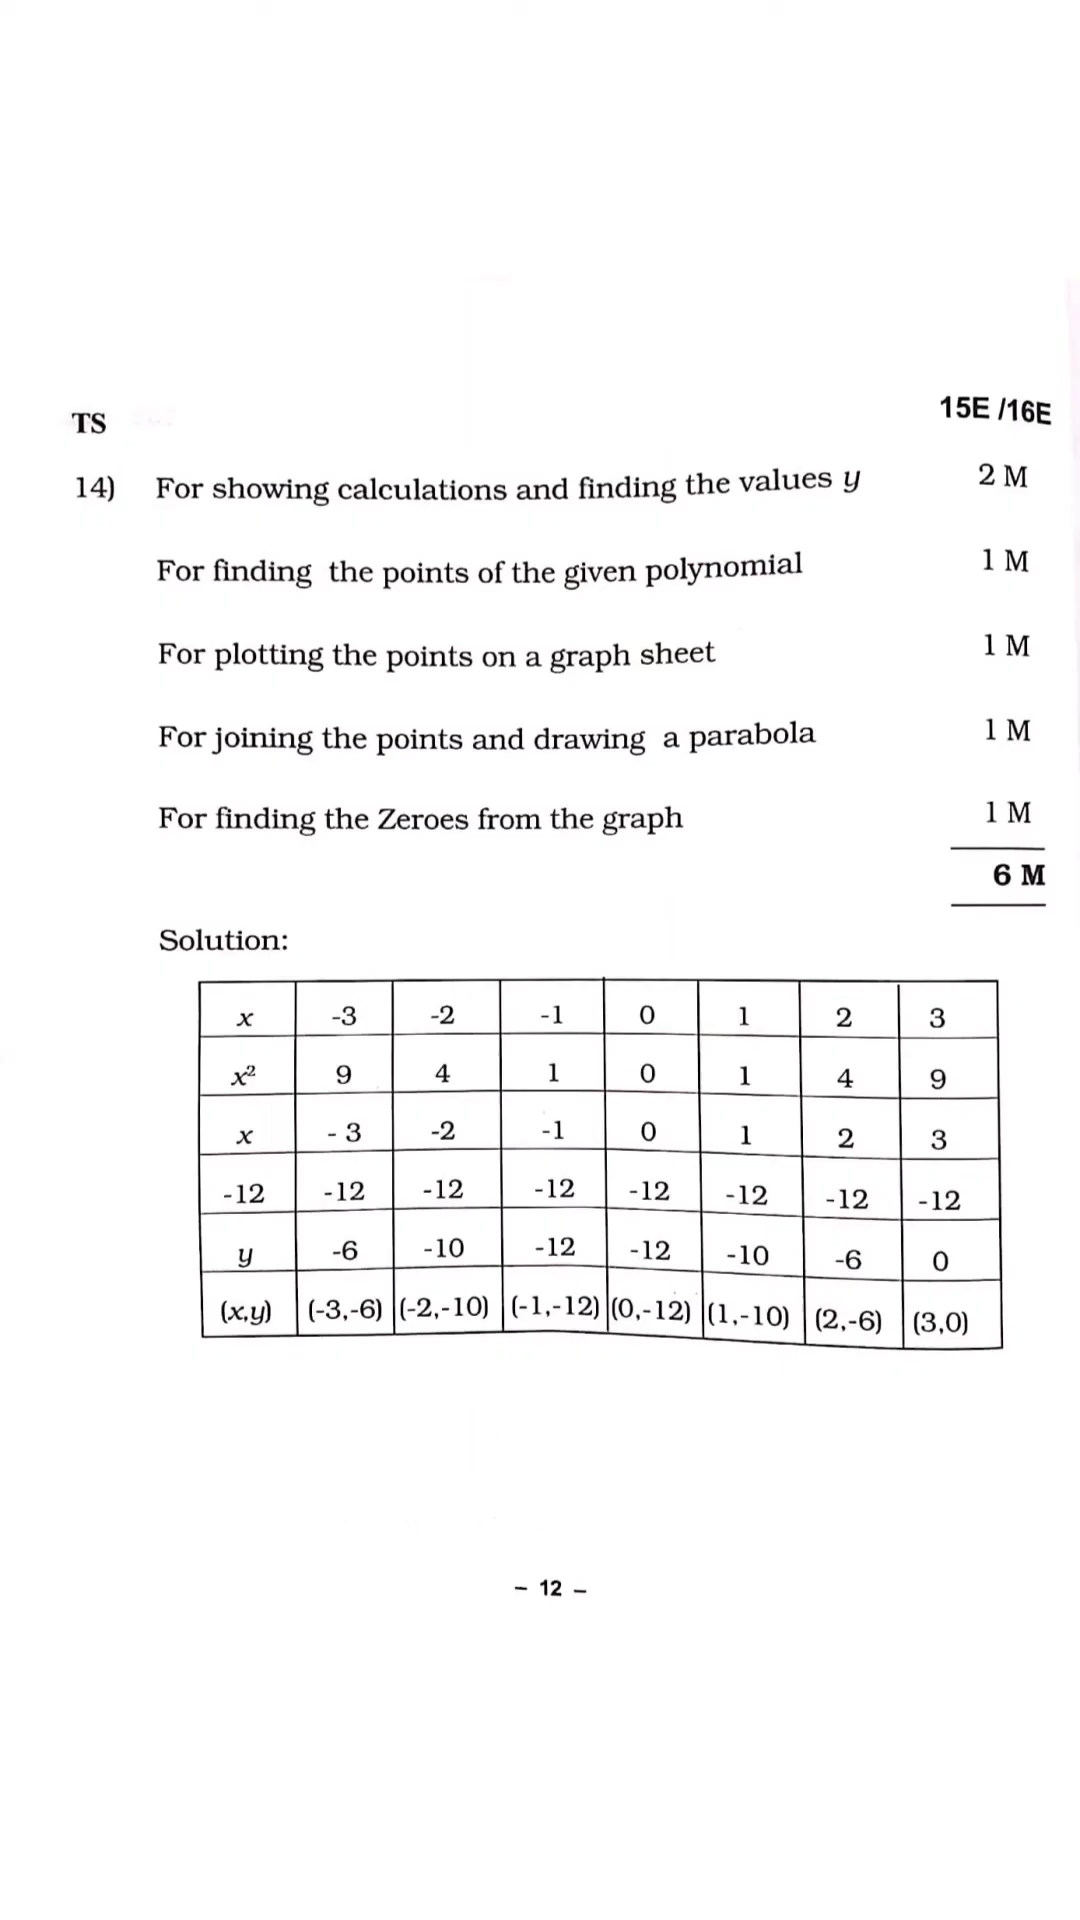 TS 15E /16E
14) For showing calculations and finding the values y 2 M
For finding the points of the given polynomial 1 M
For plotting the points on a graph sheet 1 M
For joining the points and drawing a parabola 1 M
For finding the Zeroes from the graph 1 M
6 M
Solution:
x -3 -2 -1 0 1 2 3
x² 9 4 1 0 1 4 9
x - 3 -2 -1 0 1 2 3
-12 -12 -12 -12 -12 -12 -12 -12
y -6 -10 -12 -12 -10 -6 0
(x,y) (-3,-6) (-2,-10) (-1,-12) (0,-12) (1,-10) (2,-6) (3,0)
– 12 –